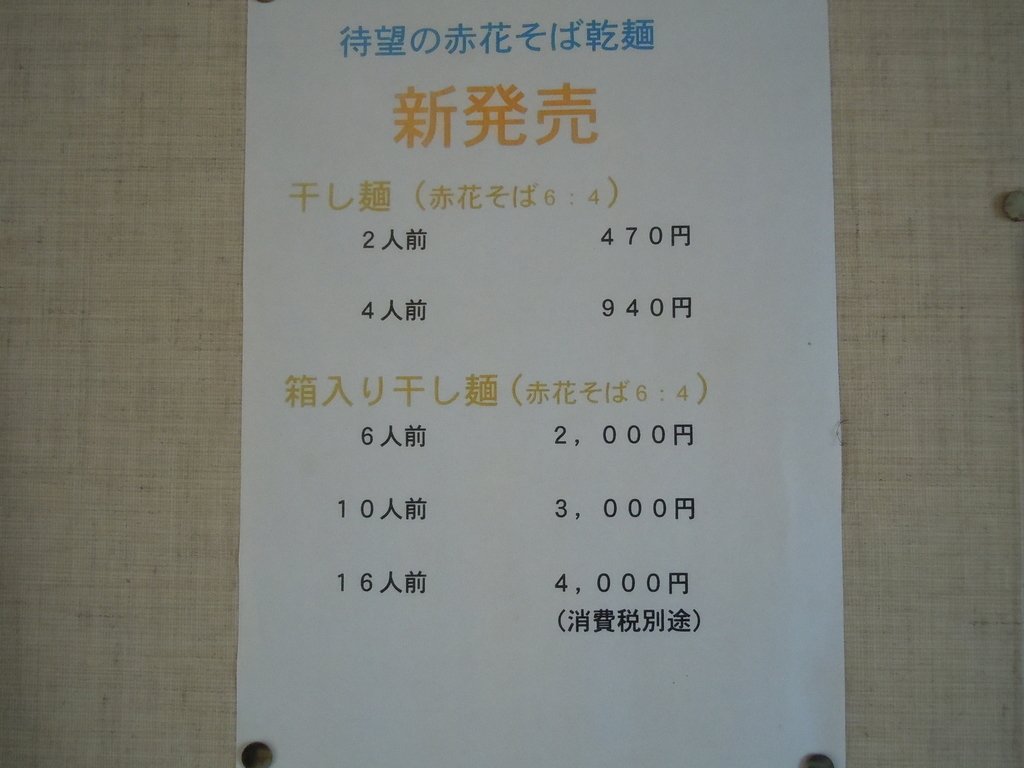 待望の赤花そば乾麺
新発売
干し麺（赤花そば６：４）
２人前　４７０円
４人前　９４０円
箱入り干し麺（赤花そば６：４）
６人前　２，０００円
１０人前　３，０００円
１６人前　４，０００円
（消費税別途）